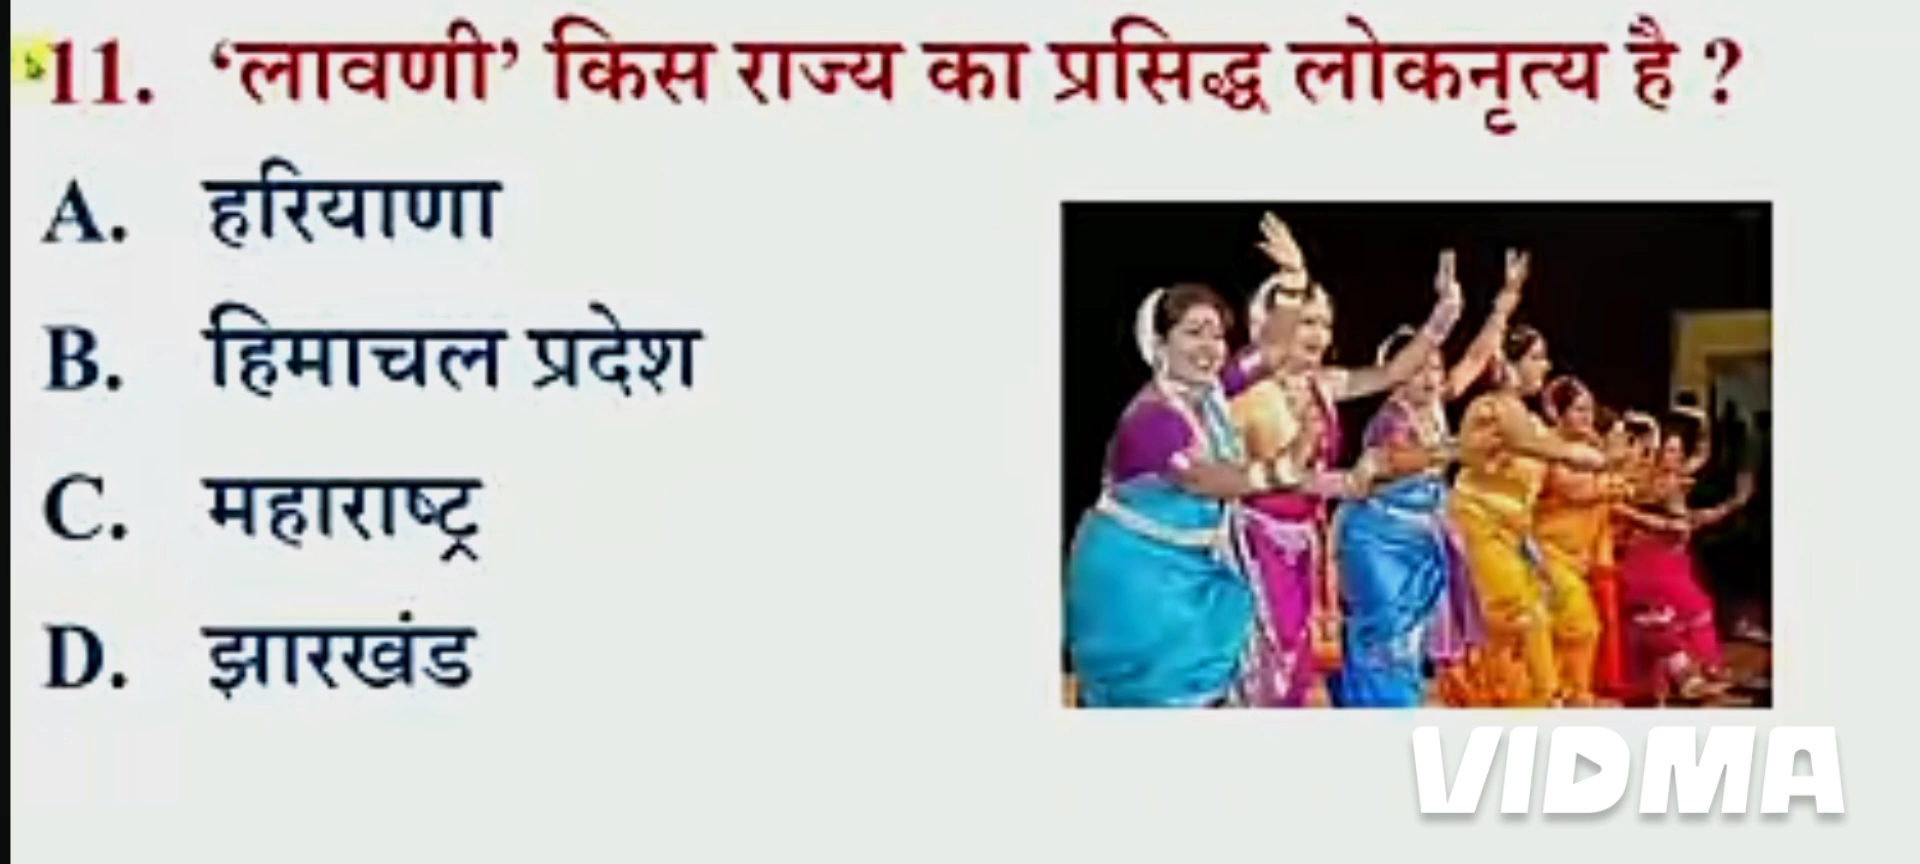 11. ‘लावणी’ किस राज्य का प्रसिद्ध लोकनृत्य है ?
A. हरियाणा
B. हिमाचल प्रदेश
C. महाराष्ट्र
D. झारखंड
VIDMA